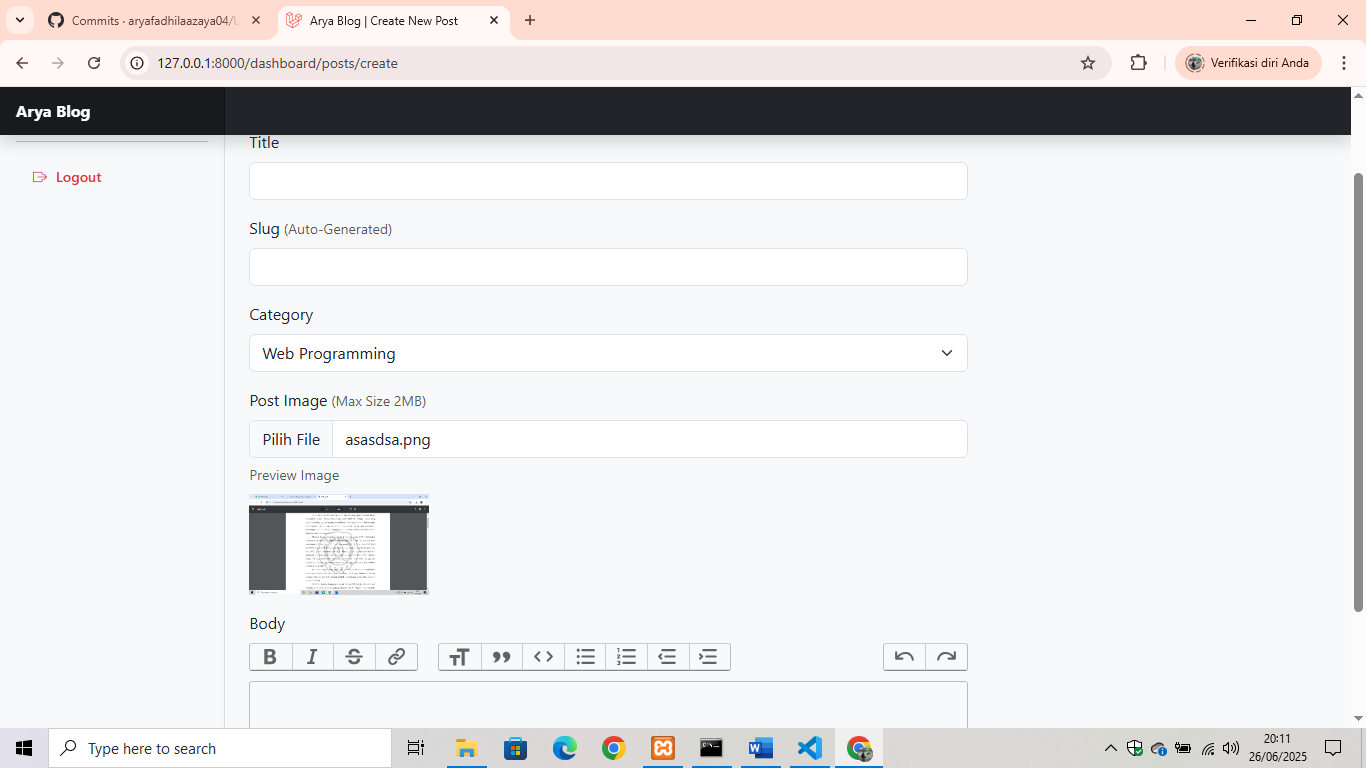 Commits · aryafadhilaazaya04/U
Arya Blog | Create New Post
127.0.0.1:8000/dashboard/posts/create
Verifikasi diri Anda
Arya Blog
Logout
Title
Slug (Auto-Generated)
Category
Web Programming
Post Image (Max Size 2MB)
Pilih File asasdsa.png
Preview Image
Body
Type here to search
20:11
26/06/2025